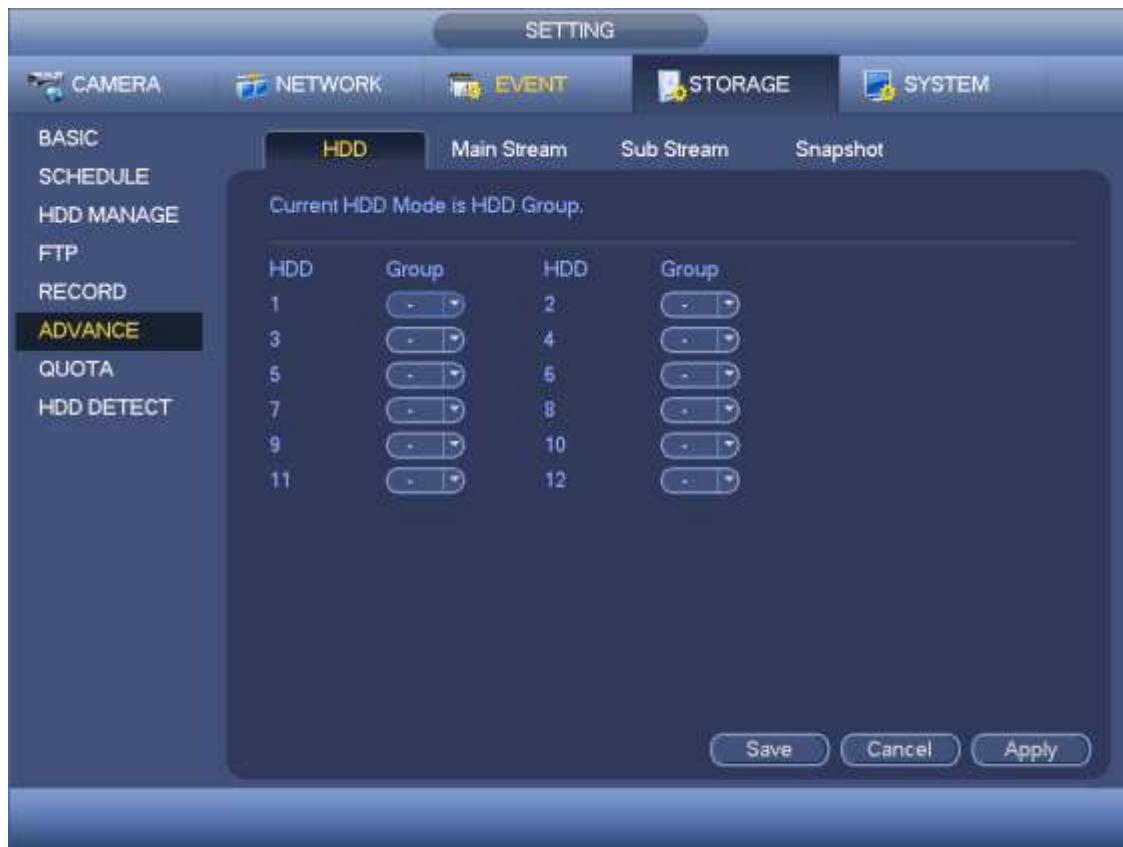 SETTING
CAMERA NETWORK EVENT STORAGE SYSTEM
BASIC
SCHEDULE
HDD MANAGE
FTP
RECORD
ADVANCE
QUOTA
HDD DETECT
HDD Main Stream Sub Stream Snapshot
Current HDD Mode is HDD Group.
HDD Group HDD Group
1 - 2 -
3 - 4 -
5 - 6 -
7 - 8 -
9 - 10 -
11 - 12 -
Save Cancel Apply